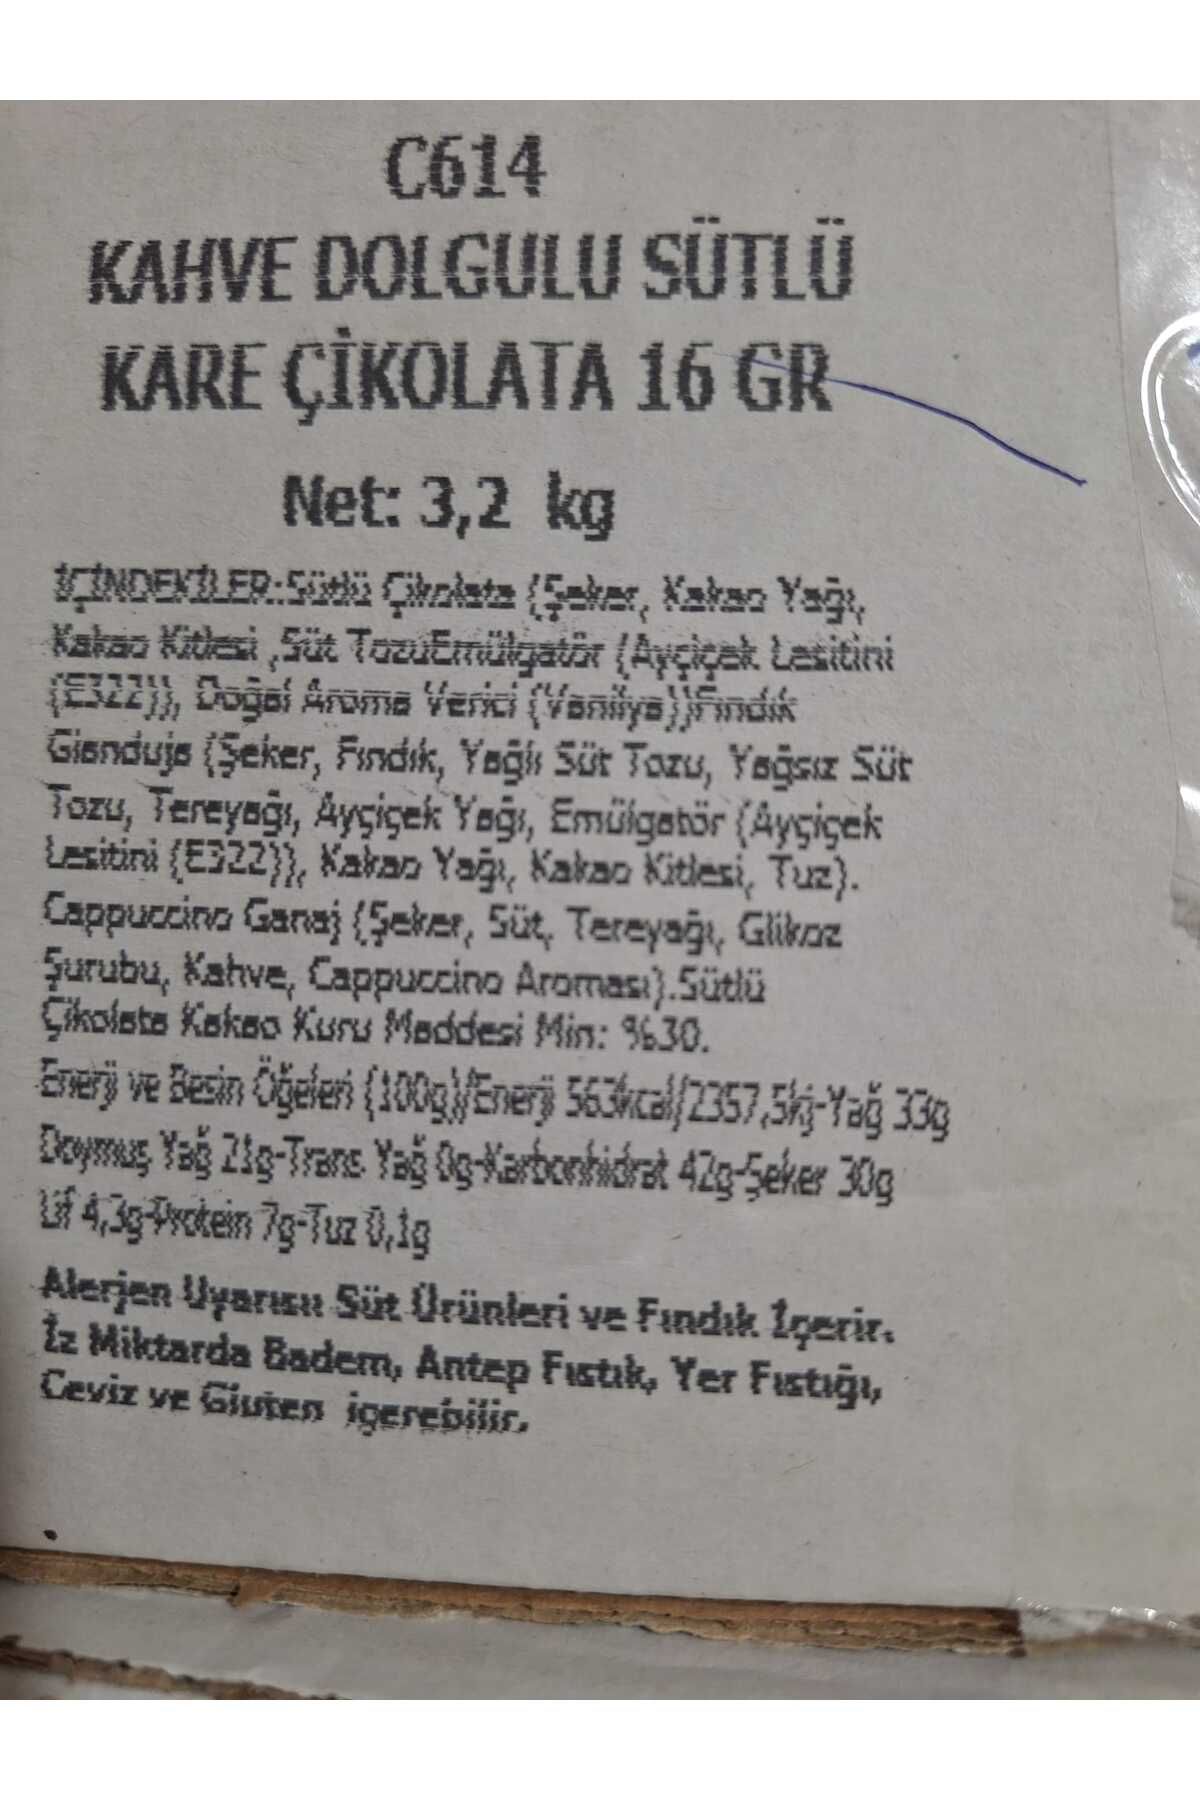 C614
KAHVE DOLGULU SÜTLÜ
KARE ÇİKOLATA 16 GR
Net: 3,2 kg
İÇİNDEKİLER:Sütlü Çikolata (Şeker, Kakao Yağı,
Kakao Kitlesi ,Süt TozuEmülgatör (Ayçiçek Lesitini
(E322)), Doğal Aroma Verici (Vanilya))Fındık
Gianduja (Şeker, Fındık, Yağlı Süt Tozu, Yağsız Süt
Tozu, Tereyağı, Ayçiçek Yağı, Emülgatör (Ayçiçek
Lesitini (E322)), Kakao Yağı, Kakao Kitlesi, Tuz).
Cappuccino Ganaj (Şeker, Süt, Tereyağı, Glikoz
Şurubu, Kahve, Cappuccino Aroması).Sütlü
Çikolata Kakao Kuru Maddesi Min: %30.
Enerji ve Besin Öğeleri (100g)/Enerji 563kcal/2357,5kj-Yağ 33g
Doymuş Yağ 21g-Trans Yağ 0g-Karbonhidrat 42g-Şeker 30g
Lif 4,3g-Protein 7g-Tuz 0,1g
Alerjen Uyarısı: Süt Ürünleri ve Fındık İçerir.
İz Miktarda Badem, Antep Fıstık, Yer Fıstığı,
Ceviz ve Gluten içerebilir.